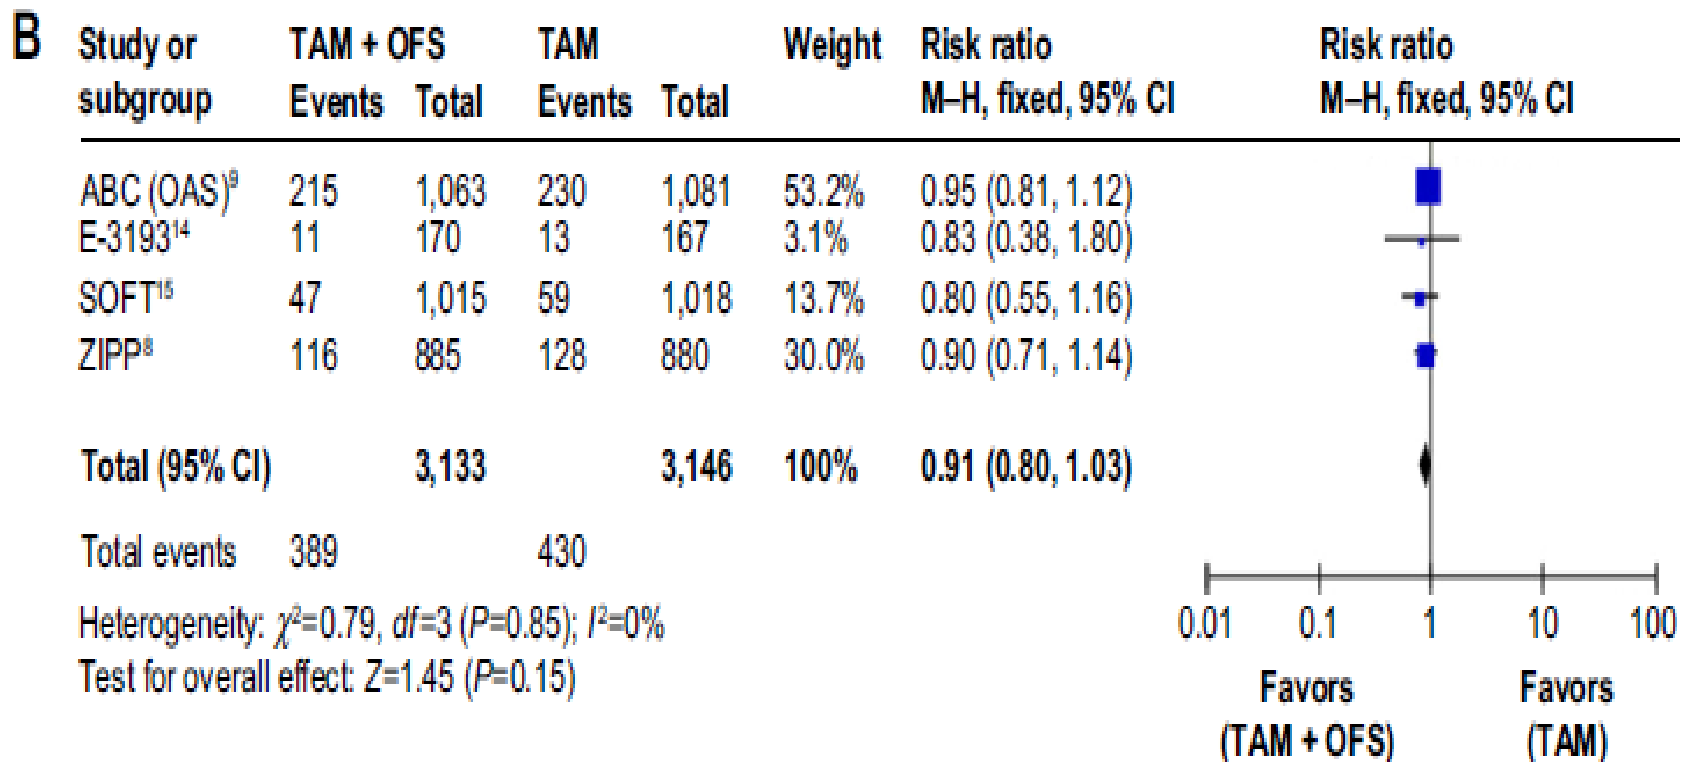 B
Study or subgroup TAM + OFS TAM Weight Risk ratio Risk ratio
Events Total Events Total M–H, fixed, 95% CI M–H, fixed, 95% CI
ABC (OAS)⁹ 215 1,063 230 1,081 53.2% 0.95 (0.81, 1.12)
E-3193¹⁴ 11 170 13 167 3.1% 0.83 (0.38, 1.80)
SOFT¹⁵ 47 1,015 59 1,018 13.7% 0.80 (0.55, 1.16)
ZIPP⁸ 116 885 128 880 30.0% 0.90 (0.71, 1.14)
Total (95% CI) 3,133 3,146 100% 0.91 (0.80, 1.03)
Total events 389 430
Heterogeneity: χ²=0.79, df=3 (P=0.85); I²=0%
Test for overall effect: Z=1.45 (P=0.15)
0.01 0.1 1 10 100
Favors Favors
(TAM + OFS) (TAM)